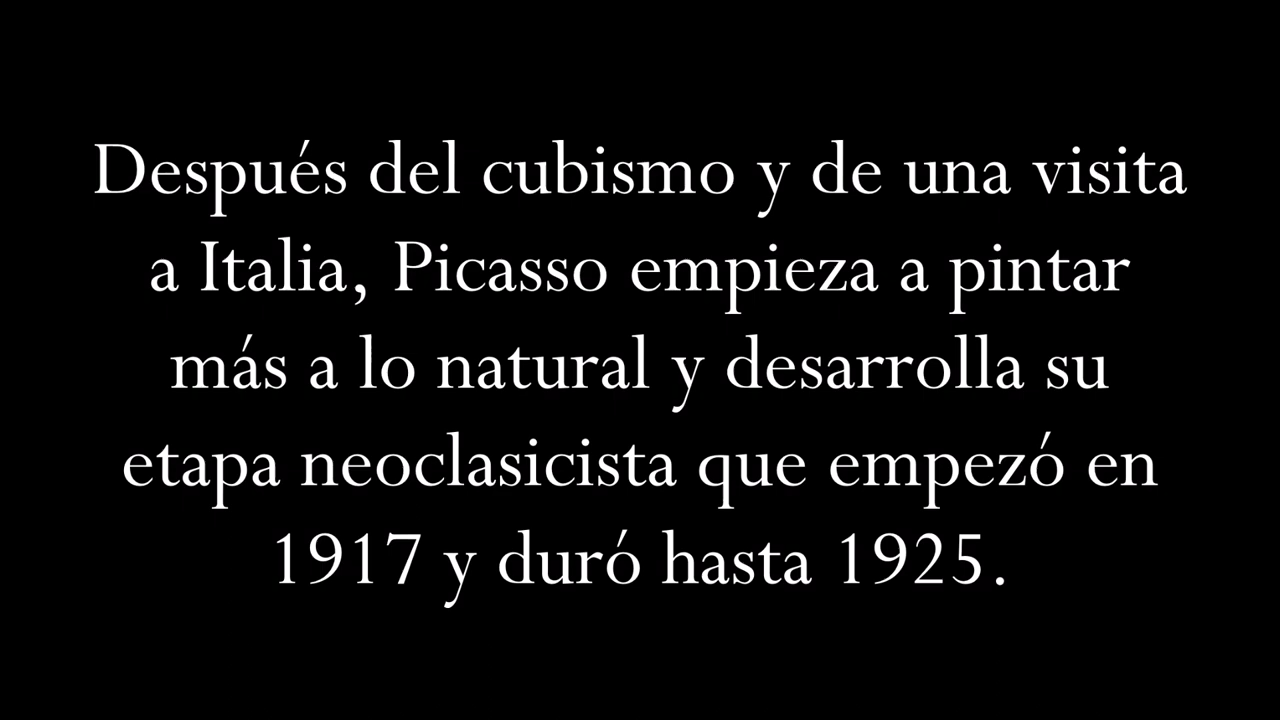 Después del cubismo y de una visita
a Italia, Picasso empieza a pintar
más a lo natural y desarrolla su
etapa neoclasicista que empezó en
1917 y duró hasta 1925.